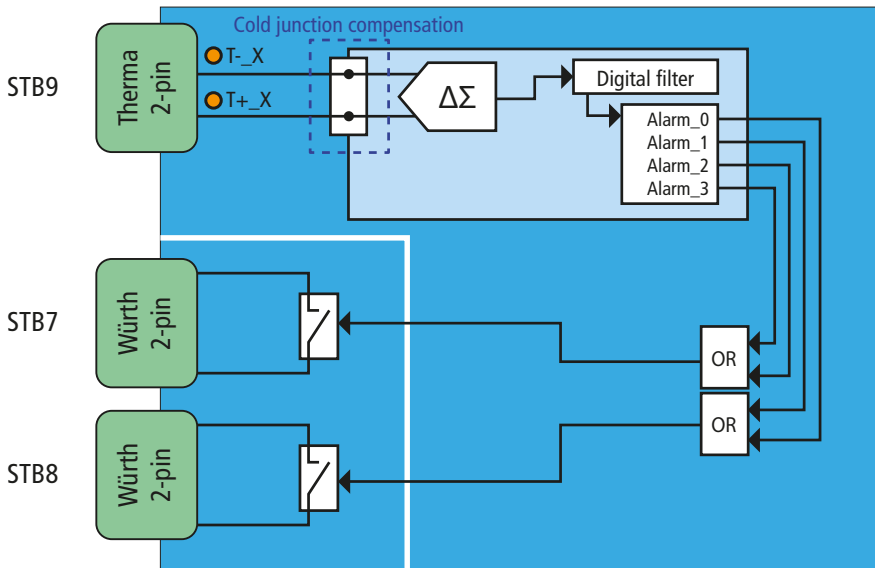 Cold junction compensation
STB9
Therma
2-pin
T-_X
T+_X
ΔΣ
Digital filter
Alarm_0
Alarm_1
Alarm_2
Alarm_3
STB7
Würth
2-pin
OR
STB8
Würth
2-pin
OR